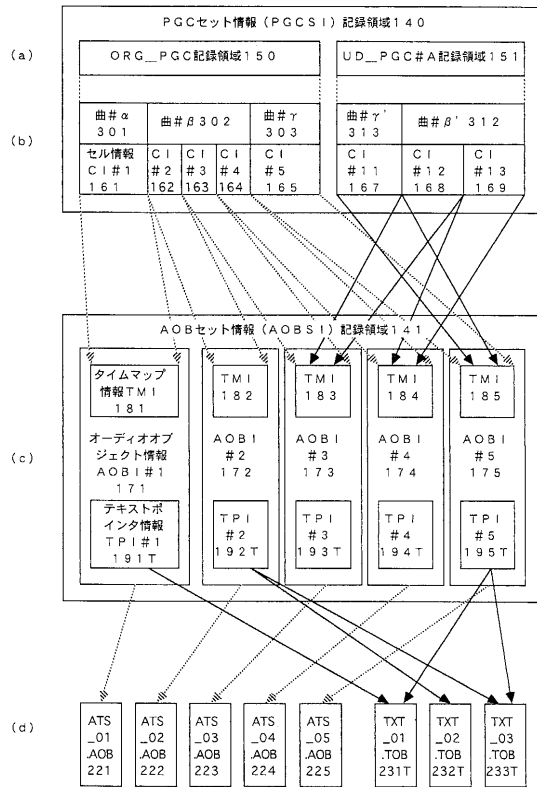 PGCセット情報（PGCSI）記録領域140
(a)
ORG__PGC記録領域150
UD__PGC#A記録領域151
(b)
曲#α
301
曲#β302
曲#γ
303
曲#γ'
313
曲#β'312
セル情報
CI#1
161
CI
#2
162
CI
#3
163
CI
#4
164
CI
#5
165
CI
#11
167
CI
#12
168
CI
#13
169
AOBセット情報（AOBSI）記録領域141
(c)
タイムマップ
情報TMI
181
TMI
182
TMI
183
TMI
184
TMI
185
オーディオオブ
ジェクト情報
AOBI#1
171
AOBI
#2
172
AOBI
#3
173
AOBI
#4
174
AOBI
#5
175
テキストポ
インタ情報
TPI#1
191T
TPI
#2
192T
TPI
#3
193T
TPI
#4
194T
TPI
#5
195T
(d)
ATS
_01
.AOB
221
ATS
_02
.AOB
222
ATS
_03
.AOB
223
ATS
_04
.AOB
224
ATS
_05
.AOB
225
TXT
_01
.TOB
231T
TXT
_02
.TOB
232T
TXT
_03
.TOB
233T